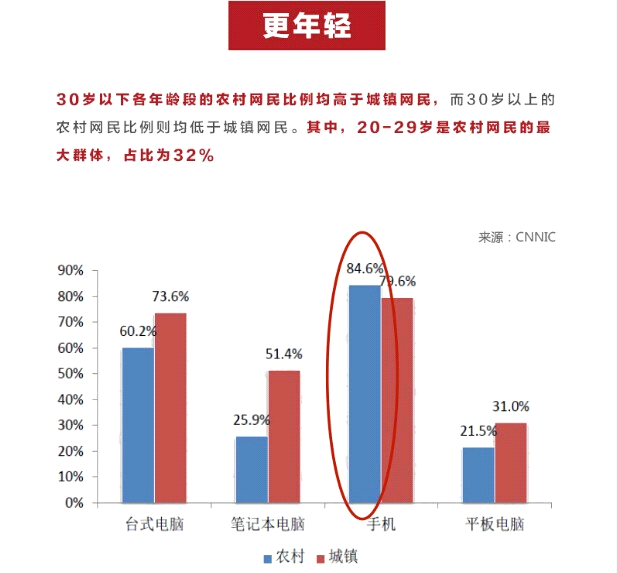 更年轻
30岁以下各年龄段的农村网民比例均高于城镇网民，而30岁以上的
农村网民比例则均低于城镇网民。其中，20-29岁是农村网民的最
大群体，占比为32%
来源：CNNIC
90%
80%
70%
60%
50%
40%
30%
20%
10%
0%
60.2%
73.6%
25.9%
51.4%
84.6%
79.6%
21.5%
31.0%
台式电脑
笔记本电脑
手机
平板电脑
农村
城镇